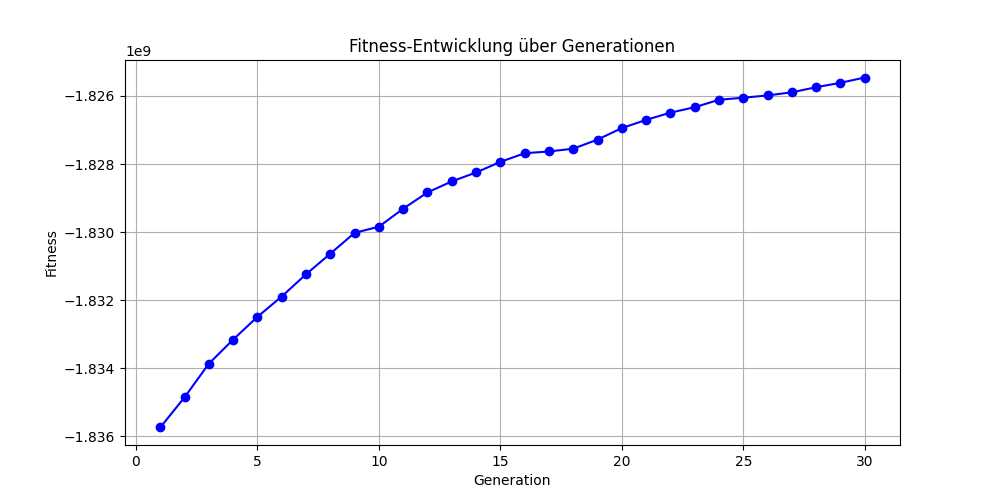 Fitness-Entwicklung über Generationen
1e9
−1.826
−1.828
−1.830
−1.832
−1.834
−1.836
Fitness
0 5 10 15 20 25 30
Generation